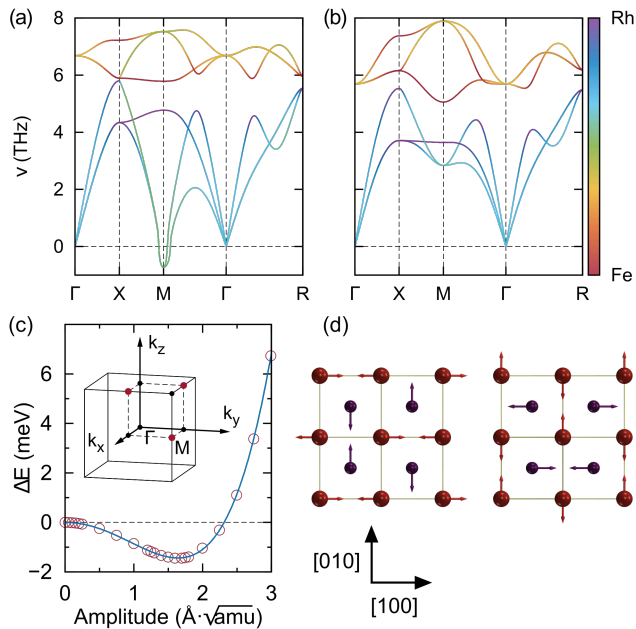 (a)
(b)
Rh
8
6
4
2
0
ν (THz)
Γ X M Γ R
Γ X M Γ R
Fe
(c)
(d)
6
4
2
0
−2
ΔE (meV)
k_z
k_y
k_x
Γ
M
0 1 2 3
Amplitude (Å·√amu)
[010]
[100]